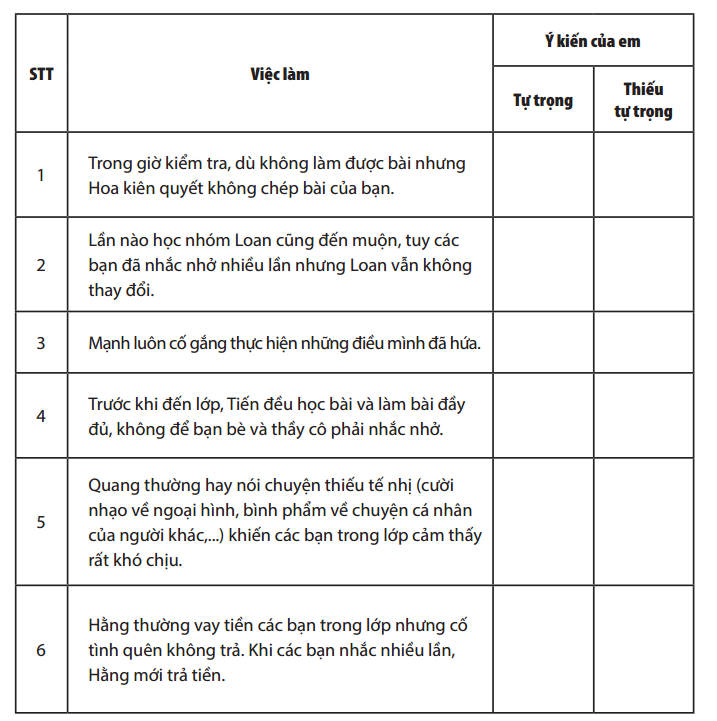 STT
Việc làm
Ý kiến của em
Tự trọng
Thiếu
tự trọng
1
Trong giờ kiểm tra, dù không làm được bài nhưng
Hoa kiên quyết không chép bài của bạn.
2
Lần nào học nhóm Loan cũng đến muộn, tuy các
bạn đã nhắc nhở nhiều lần nhưng Loan vẫn không
thay đổi.
3
Mạnh luôn cố gắng thực hiện những điều mình đã hứa.
4
Trước khi đến lớp, Tiến đều học bài và làm bài đầy
đủ, không để bạn bè và thầy cô phải nhắc nhở.
5
Quang thường hay nói chuyện thiếu tế nhị (cười
nhạo về ngoại hình, bình phẩm về chuyện cá nhân
của người khác,...) khiến các bạn trong lớp cảm thấy
rất khó chịu.
6
Hằng thường vay tiền các bạn trong lớp nhưng cố
tình quên không trả. Khi các bạn nhắc nhiều lần,
Hằng mới trả tiền.